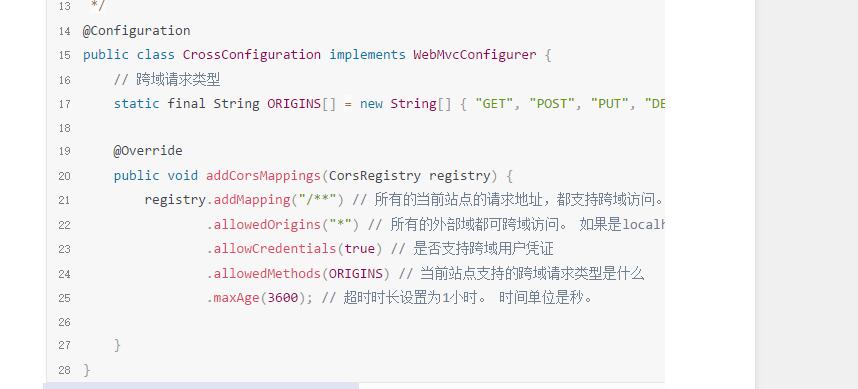 13 */
14 @Configuration
15 public class CrossConfiguration implements WebMvcConfigurer {
16 // 跨域请求类型
17 static final String ORIGINS[] = new String[] { "GET", "POST", "PUT", "DE
18
19 @Override
20 public void addCorsMappings(CorsRegistry registry) {
21 registry.addMapping("/**") // 所有的当前站点的请求地址，都支持跨域访问。
22 .allowedOrigins("*") // 所有的外部域都可跨域访问。 如果是localh
23 .allowCredentials(true) // 是否支持跨域用户凭证
24 .allowedMethods(ORIGINS) // 当前站点支持的跨域请求类型是什么
25 .maxAge(3600); // 超时时长设置为1小时。 时间单位是秒。
26
27 }
28 }